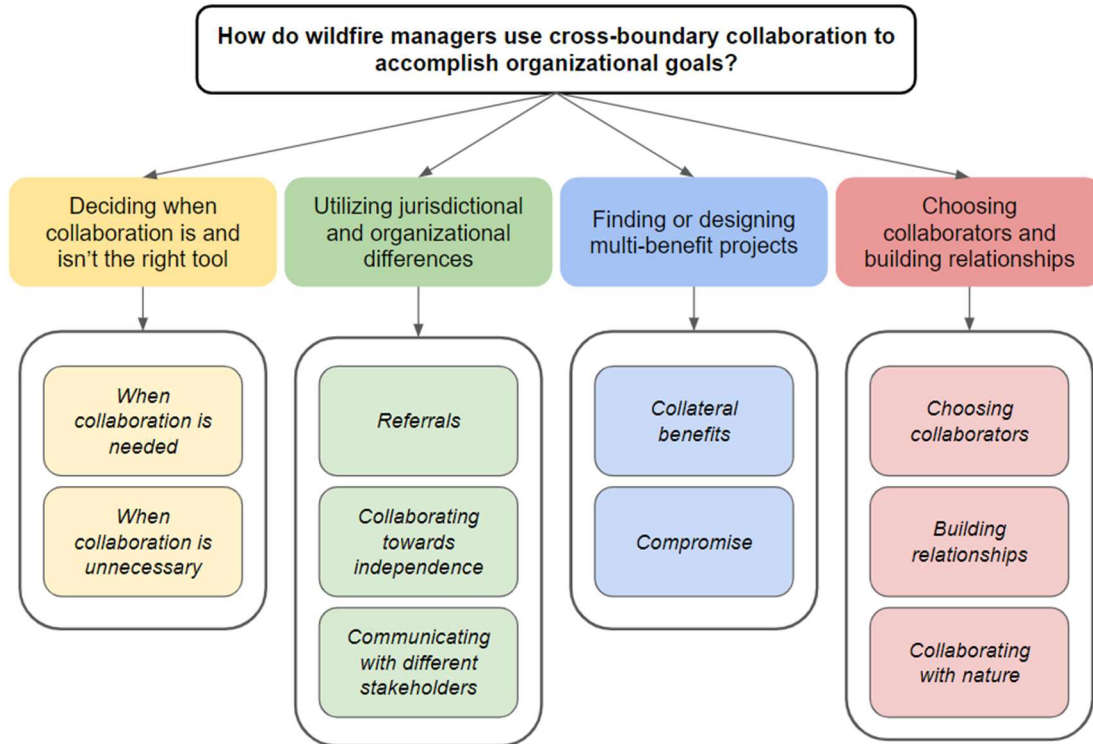 How do wildfire managers use cross-boundary collaboration to
accomplish organizational goals?
Deciding when
collaboration is and
isn't the right tool
Utilizing jurisdictional
and organizational
differences
Finding or designing
multi-benefit projects
Choosing
collaborators and
building relationships
When
collaboration is
needed
When
collaboration is
unnecessary
Referrals
Collaborating
towards
independence
Communicating
with different
stakeholders
Collateral
benefits
Compromise
Choosing
collaborators
Building
relationships
Collaborating
with nature